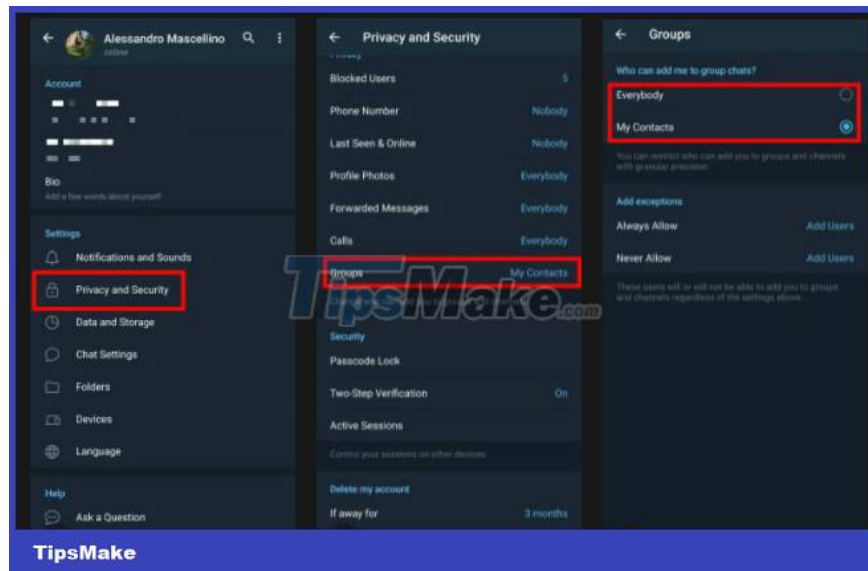 Alessandro Mascellino
online
Account
Bio
Add a few words about yourself
Settings
Notifications and Sounds
Privacy and Security
Data and Storage
Chat Settings
Folders
Devices
Language
Help
Ask a Question
Privacy and Security
Privacy
Blocked Users 5
Phone Number Nobody
Last Seen & Online Nobody
Profile Photos Everybody
Forwarded Messages Everybody
Calls Everybody
Groups My Contacts
Security
Passcode Lock
Two-Step Verification On
Active Sessions
Control your sessions on other devices
Delete my account
If away for 3 months
Groups
Who can add me to group chats?
Everybody
My Contacts
You can restrict who can add you to groups and channels
with granular precision.
Add exceptions
Always Allow Add Users
Never Allow Add Users
These users will or will not be able to add you to groups
and channels regardless of the settings above.
TipsMake.com
TipsMake